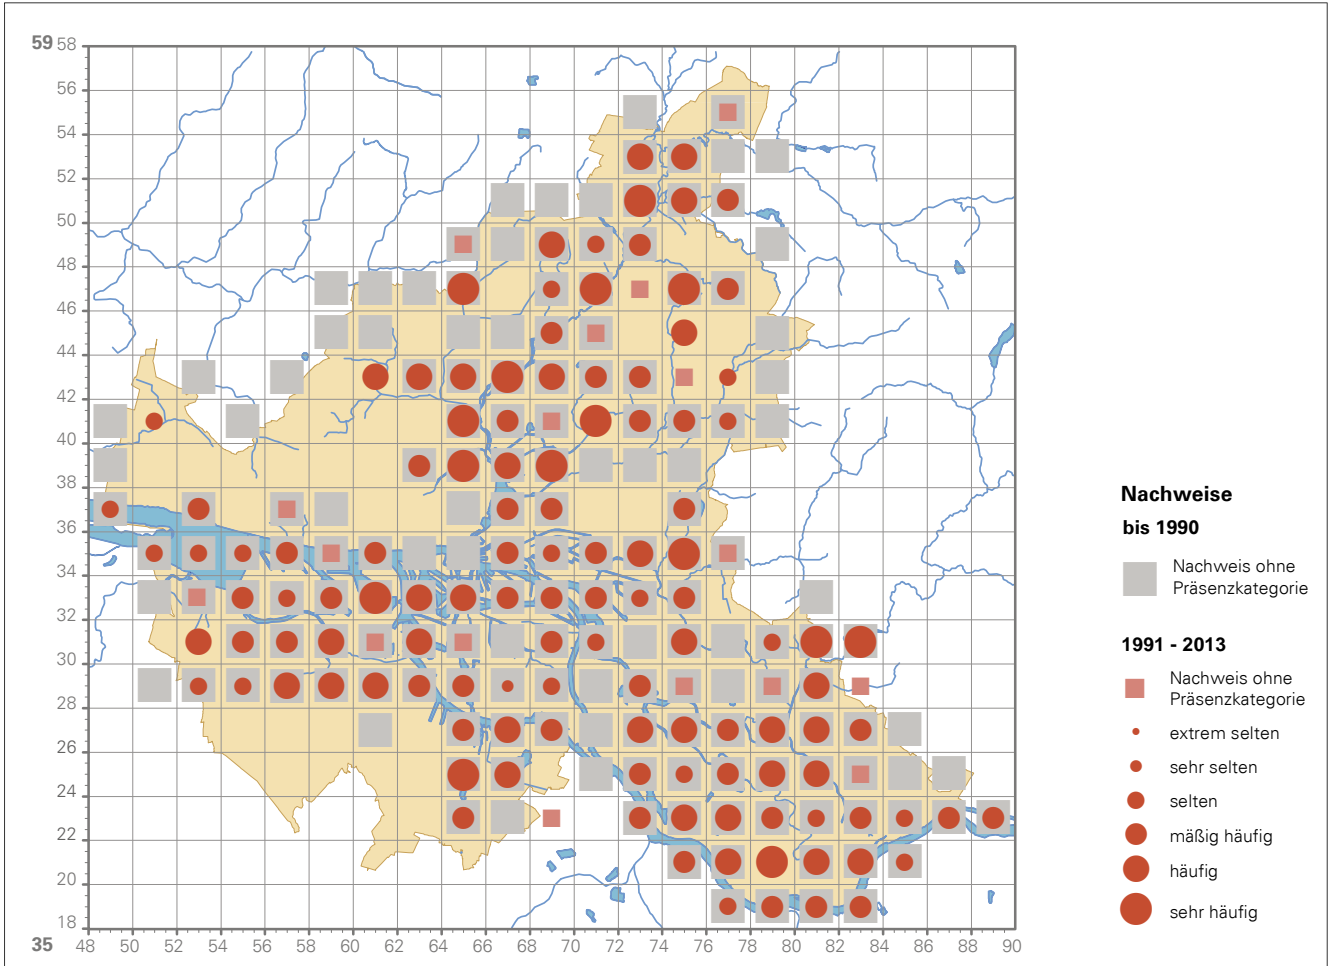 59 58
56
54
52
50
48
46
44
42
40
38
36
34
32
30
28
26
24
22
20
18
35
48 50 52 54 56 58 60 62 64 66 68 70 72 74 76 78 80 82 84 86 88 90
Nachweise
bis 1990
Nachweis ohne
Präsenzkategorie
1991 - 2013
Nachweis ohne
Präsenzkategorie
extrem selten
sehr selten
selten
mäßig häufig
häufig
sehr häufig